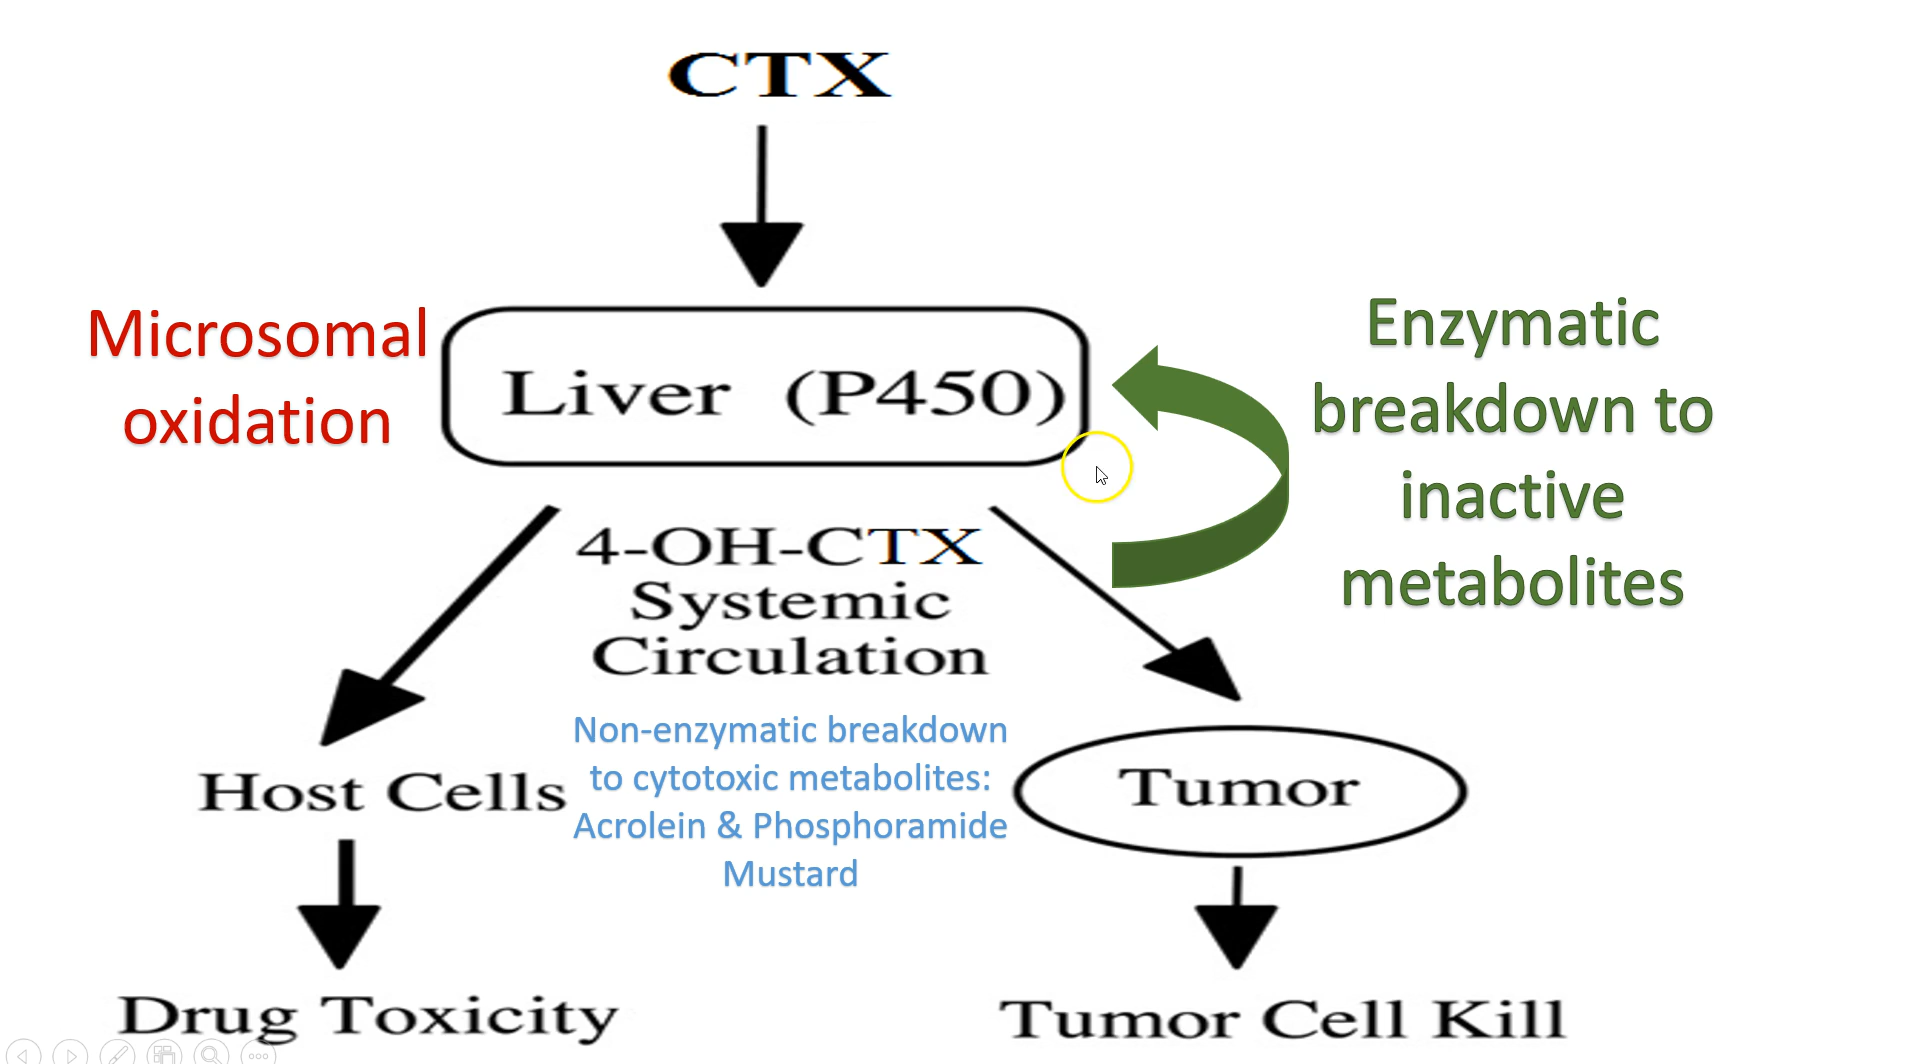 CTX
Microsomal
oxidation
Liver (P450)
Enzymatic
breakdown to
inactive
metabolites
4-OH-CTX
Systemic
Circulation
Non-enzymatic breakdown
to cytotoxic metabolites:
Acrolein & Phosphoramide
Mustard
Host Cells
Tumor
Drug Toxicity
Tumor Cell Kill